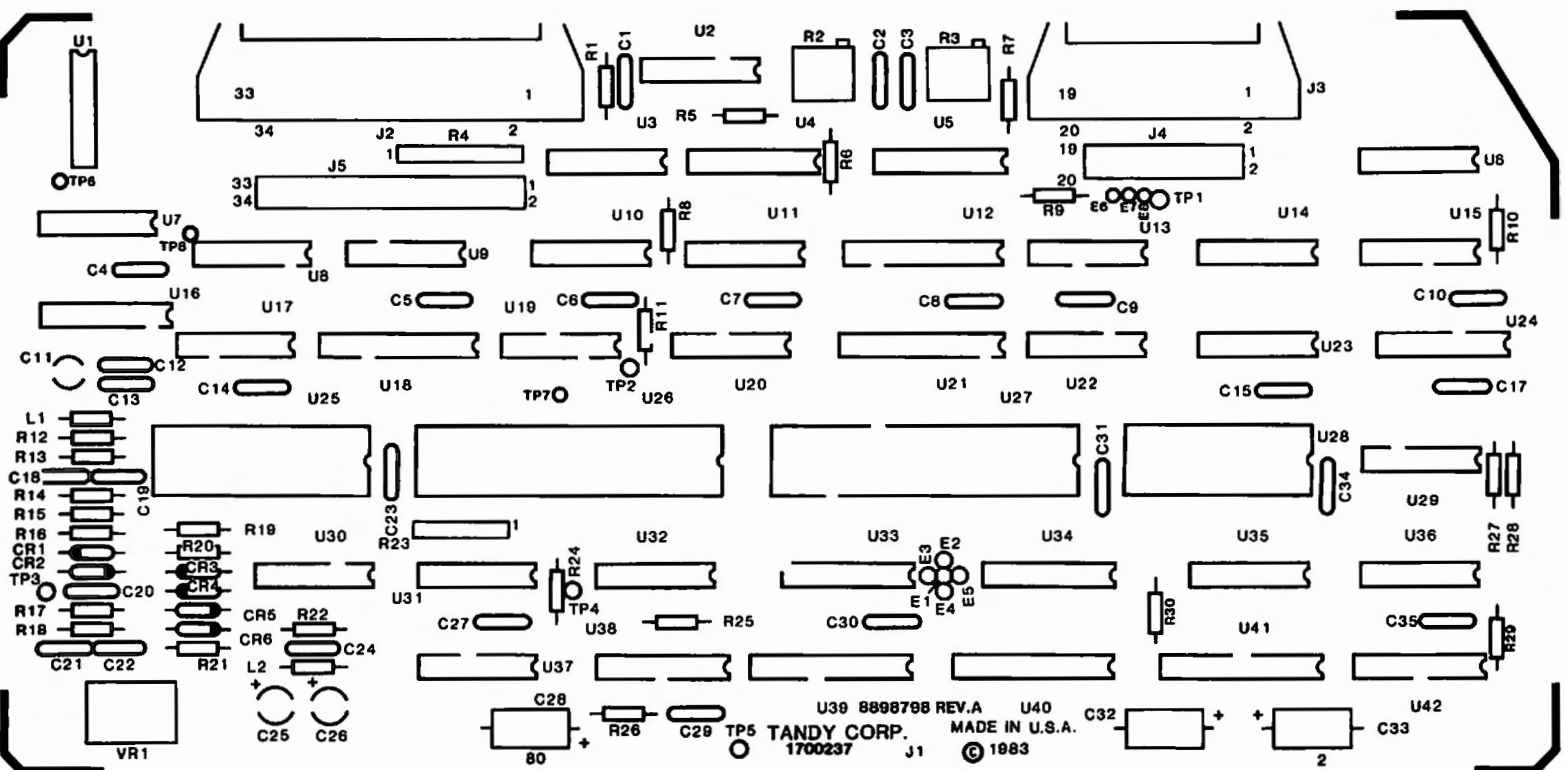 U1 R1 C1 U2 R2 C2 C3 R3 R7
33 1 19 1 J3
34 J2 R4 2 U3 R5 U4 U5 20 J4 2
1 19 1
J5 R6 U6
TP6 33 1 20 2
34 2 R9 E6 E7 E8 TP1
U7 U10 R8 U11 U12 U13 U14 U15 R10
TP8 U9
C4 U8
U16 U17 C5 U19 C6 R11 C7 C8 C9 C10
U24
C11 C12 U23
C14 U18 TP2 U20 U21 U22 C15 C17
C13 U25 TP7 U26 U27
L1
R12 C31 U28
R13
C18 C19 C34
R14 C23 U29
R15
R16 R19 U30 R23 1 U32 U33 U34 U35 U36 R27 R28
CR1 R20 R24 E3 E2
CR2 CR3
TP3 C20 CR4 U31 TP4 E1 E4 E5
R17 CR5 R22 R30
R18 C27 U38 R25 C30 U41 C35 R29
CR6 C24
C21 C22 R21 L2 U37
+ +
C28 U39 8898798 REV.A U40 U42
C25 C26 R26 C29 TP5 TANDY CORP. MADE IN U.S.A. C32 + + C33
VR1 80 + 1700237 J1 © 1983 2